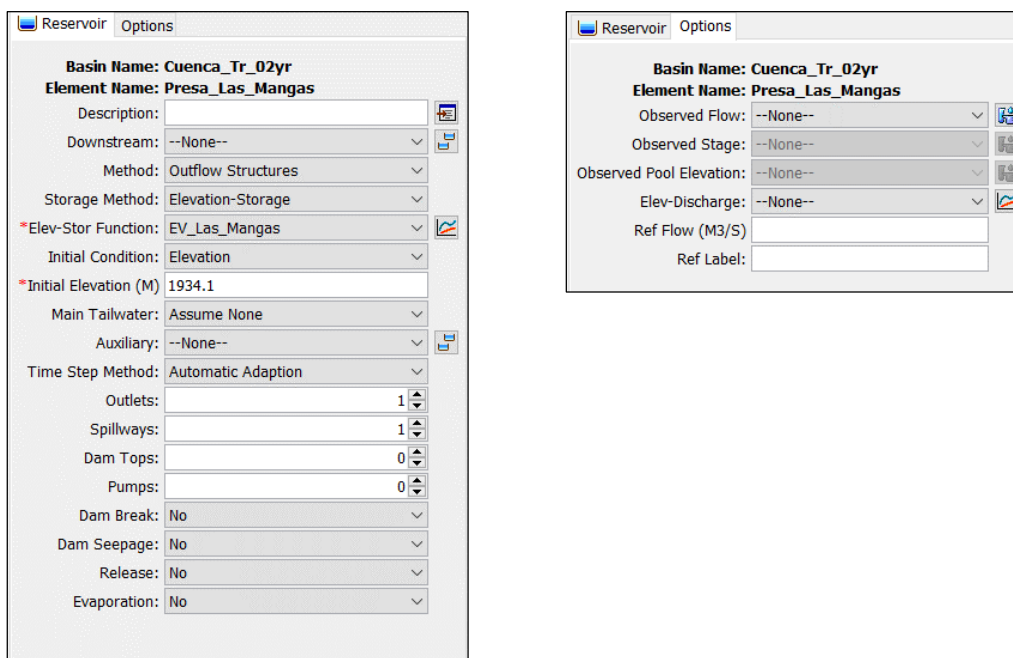 Reservoir Options
Basin Name: Cuenca_Tr_02yr
Element Name: Presa_Las_Mangas
Description:
Downstream: --None--
Method: Outflow Structures
Storage Method: Elevation-Storage
*Elev-Stor Function: EV_Las_Mangas
Initial Condition: Elevation
*Initial Elevation (M) 1934.1
Main Tailwater: Assume None
Auxiliary: --None--
Time Step Method: Automatic Adaption
Outlets: 1
Spillways: 1
Dam Tops: 0
Pumps: 0
Dam Break: No
Dam Seepage: No
Release: No
Evaporation: No
Reservoir Options
Basin Name: Cuenca_Tr_02yr
Element Name: Presa_Las_Mangas
Observed Flow: --None--
Observed Stage: --None--
Observed Pool Elevation: --None--
Elev-Discharge: --None--
Ref Flow (M3/S)
Ref Label: